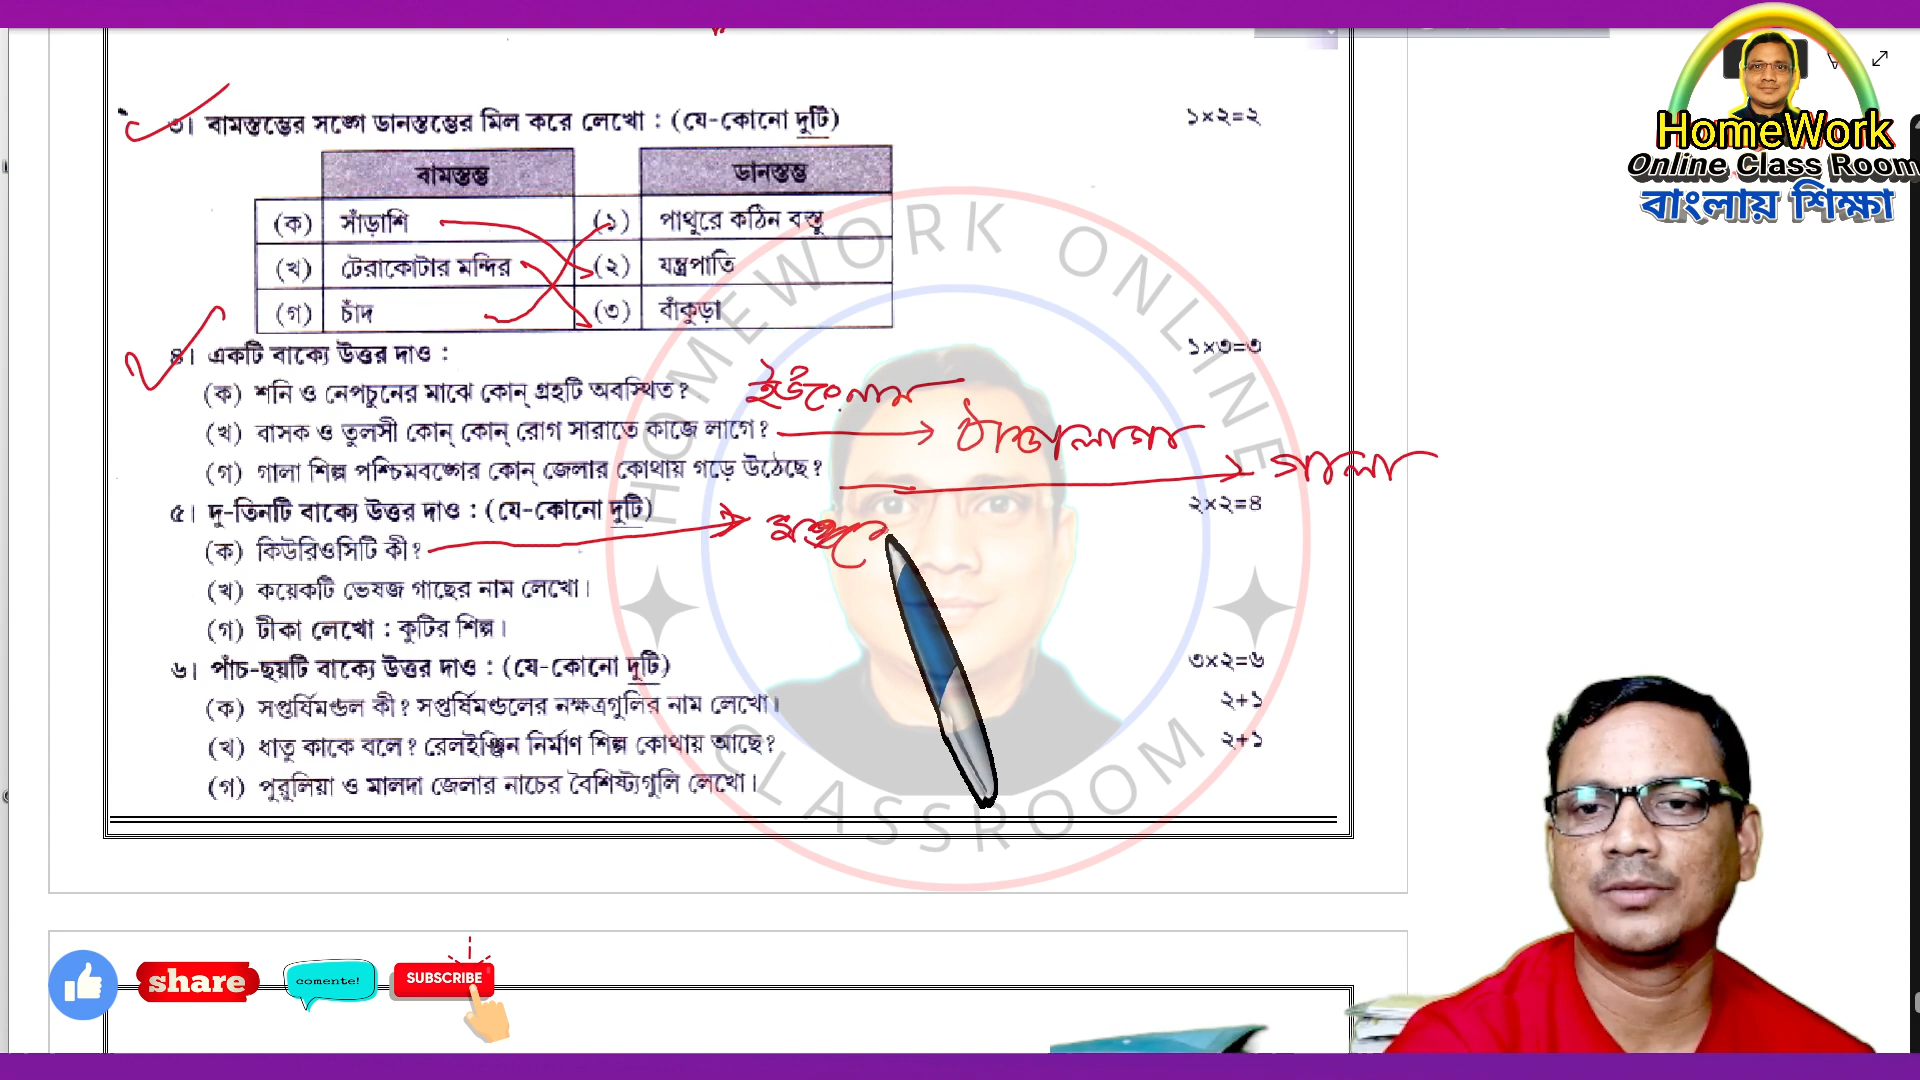 ৩। বামস্তম্ভের সঙ্গে ডানস্তম্ভের মিল করে লেখো : (যে-কোনো দুটি) ১×২=২
বামস্তম্ভ ডানস্তম্ভ
(ক) সাঁড়াশি (১) পাথুরে কঠিন বস্তু
(খ) টেরাকোটার মন্দির (২) যন্ত্রপাতি
(গ) চাঁদ (৩) বাঁকুড়া
৪। একটি বাক্যে উত্তর দাও : ১×৩=৩
(ক) শনি ও নেপচুনের মাঝে কোন্ গ্রহটি অবস্থিত?
(খ) বাসক ও তুলসী কোন্ কোন্ রোগ সারাতে কাজে লাগে? ঠান্ডালাগা
(গ) গালা শিল্প পশ্চিমবঙ্গের কোন্ জেলার কোথায় গড়ে উঠেছে? গালা
৫। দু-তিনটি বাক্যে উত্তর দাও : (যে-কোনো দুটি) ২×২=৪
(ক) কিউরিওসিটি কী?
(খ) কয়েকটি ভেষজ গাছের নাম লেখো।
(গ) টীকা লেখো : কুটির শিল্প।
৬। পাঁচ-ছয়টি বাক্যে উত্তর দাও : (যে-কোনো দুটি) ৩×২=৬
(ক) সপ্তর্ষিমণ্ডল কী? সপ্তর্ষিমণ্ডলের নক্ষত্রগুলির নাম লেখো। ২+১
(খ) ধাতু কাকে বলে? রেলইঞ্জিন নির্মাণ শিল্প কোথায় আছে? ২+১
(গ) পুরুলিয়া ও মালদা জেলার নাচের বৈশিষ্ট্যগুলি লেখো।
HOMEWORK ONLINE
CLASSROOM
HomeWork
Online Class Room
বাংলায় শিক্ষা
share
comente!
SUBSCRIBE